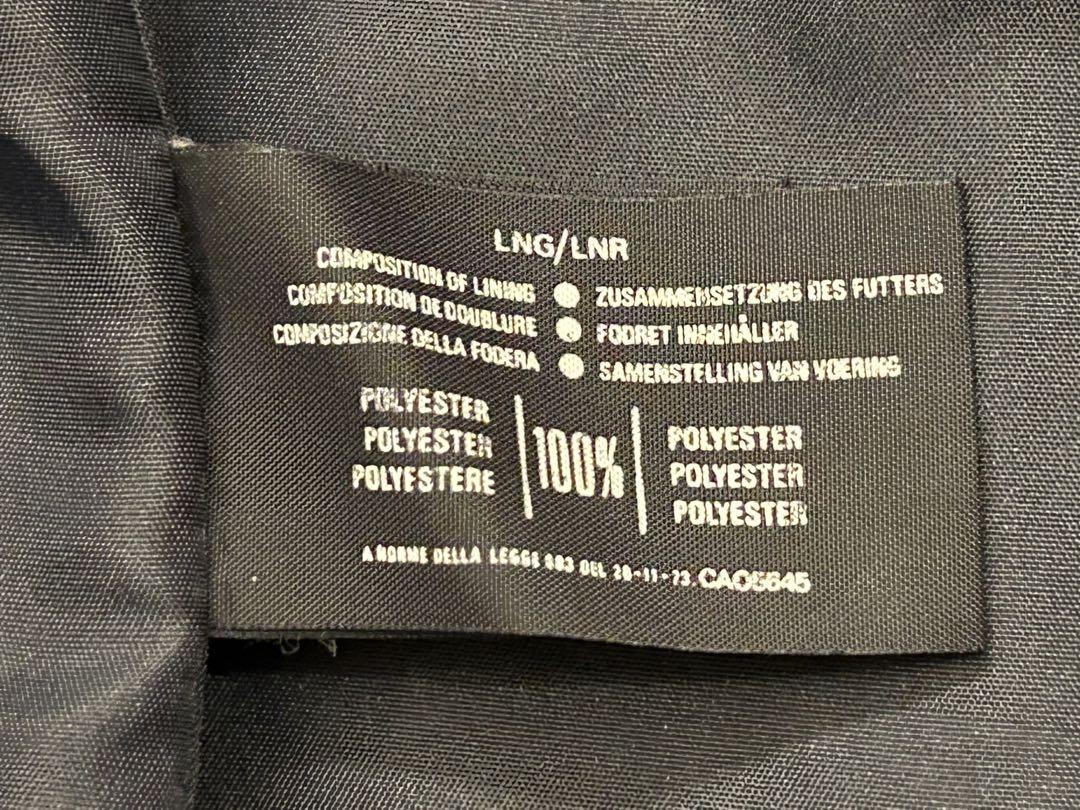 LNG/LNR
COMPOSITION OF LINING ● ZUSAMMENSETZUNG DES FUTTERS
COMPOSITION DE DOUBLURE ● FODRET INNEHÅLLER
COMPOSIZIONE DELLA FODERA ● SAMENSTELLING VAN VOERING
POLYESTER
POLYESTER
POLYESTERE
100%
POLYESTER
POLYESTER
POLYESTER
A NORME DELLA LEGGE 883 DEL 26-11-73. CA05645